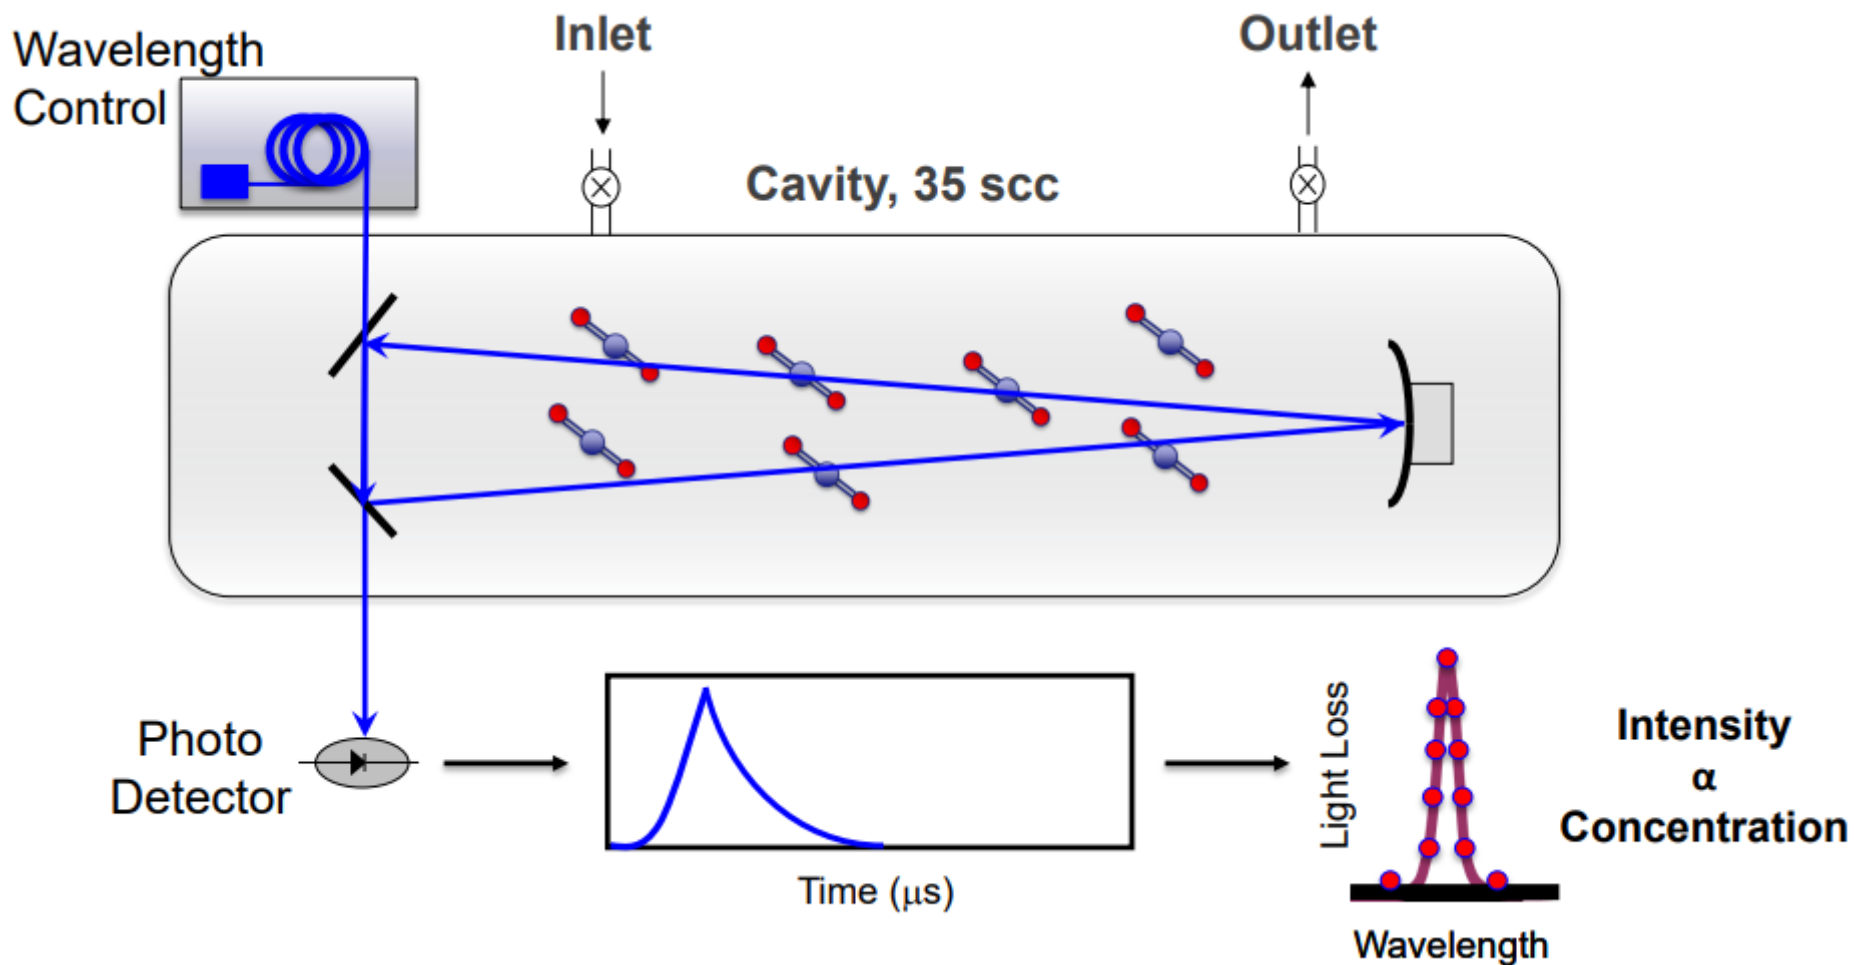 Wavelength
Control
Inlet
Outlet
Cavity, 35 scc
Photo
Detector
Time (μs)
Light Loss
Wavelength
Intensity
α
Concentration